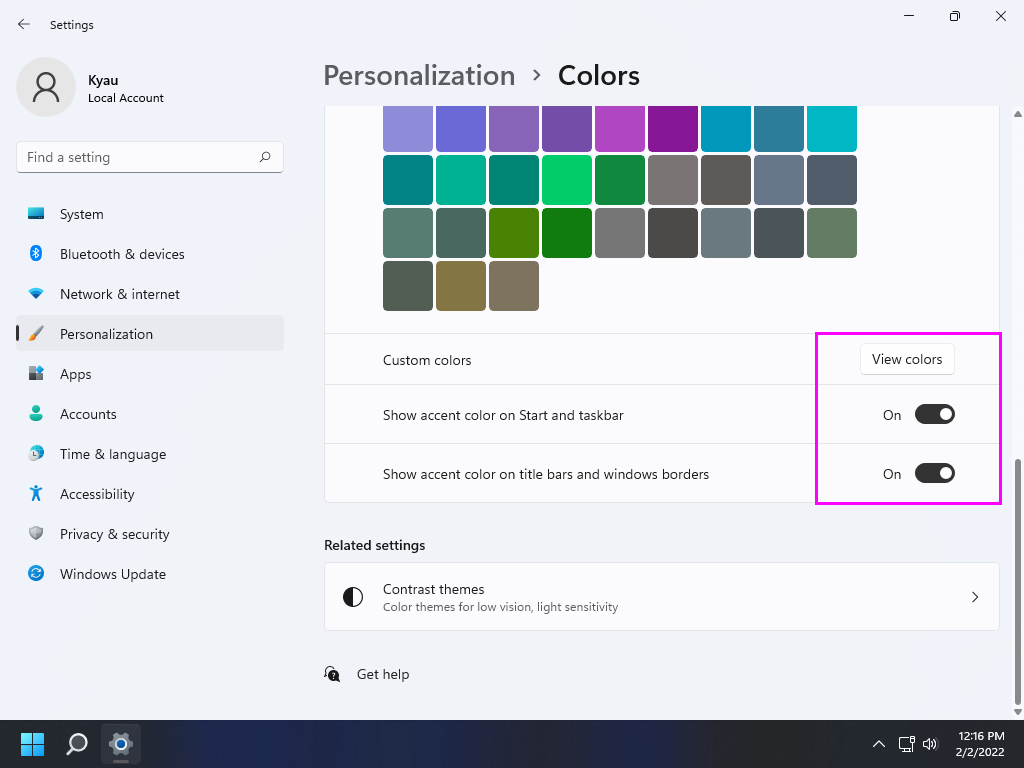 Settings
Kyau
Local Account
Find a setting
System
Bluetooth & devices
Network & internet
Personalization
Apps
Accounts
Time & language
Accessibility
Privacy & security
Windows Update
Personalization > Colors
Custom colors
View colors
Show accent color on Start and taskbar
On
Show accent color on title bars and windows borders
On
Related settings
Contrast themes
Color themes for low vision, light sensitivity
Get help
12:16 PM
2/2/2022